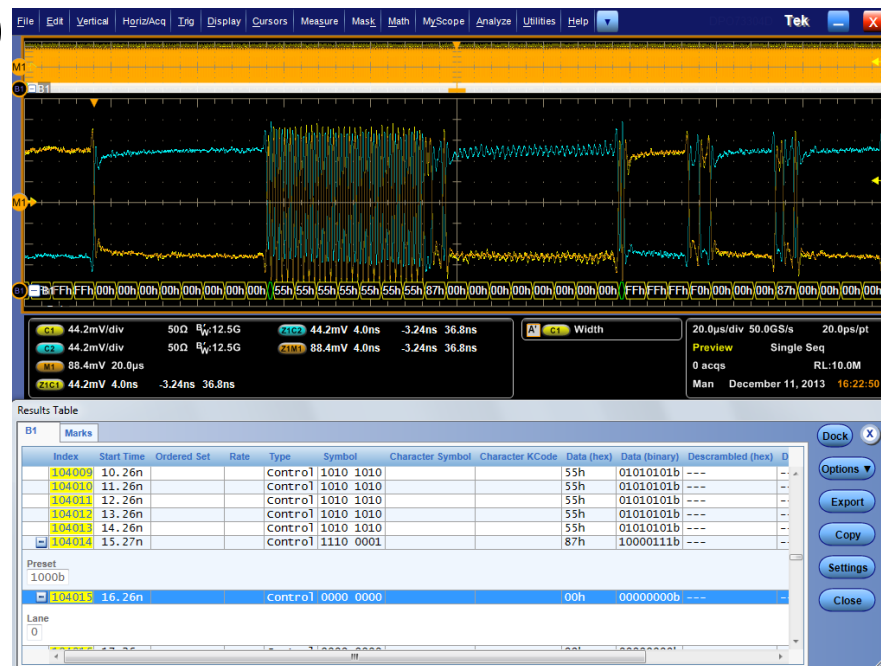 File Edit Vertical Horiz/Acq Trig Display Cursors Measure Mask Math MyScope Analyze Utilities Help Tek X
M1
B1 B1
M1
B1 FFh FFh 00h 00h 00h 00h 00h 00h 00h 00h 55h 55h 55h 55h 55h 55h 55h 87h 00h 00h 00h 00h 00h 00h 00h 00h FFh FFh FFh F0h 00h 00h 00h 87h 00h 00h 00h
C1 44.2mV/div 50Ω BW:12.5G Z1C2 44.2mV 4.0ns -3.24ns 36.8ns A' C1 Width 20.0µs/div 50.0GS/s 20.0ps/pt
C2 44.2mV/div 50Ω BW:12.5G Z1M1 88.4mV 4.0ns -3.24ns 36.8ns Preview Single Seq
M1 88.4mV 20.0µs 0 acqs RL:10.0M
Z1C1 44.2mV 4.0ns -3.24ns 36.8ns Man December 11, 2013 16:22:50
Results Table
B1 Marks Dock X
Index Start Time Ordered Set Rate Type Symbol Character Symbol Character KCode Data (hex) Data (binary) Descrambled (hex) D
104009 10.26n Control 1010 1010 55h 01010101b ---
104010 11.26n Control 1010 1010 55h 01010101b ---
104011 12.26n Control 1010 1010 55h 01010101b ---
104012 13.26n Control 1010 1010 55h 01010101b ---
104013 14.26n Control 1010 1010 55h 01010101b ---
104014 15.27n Control 1110 0001 87h 10000111b ---
Preset
1000b
104015 16.26n Control 0000 0000 00h 00000000b ---
Lane
0
Options ▼
Export
Copy
Settings
Close